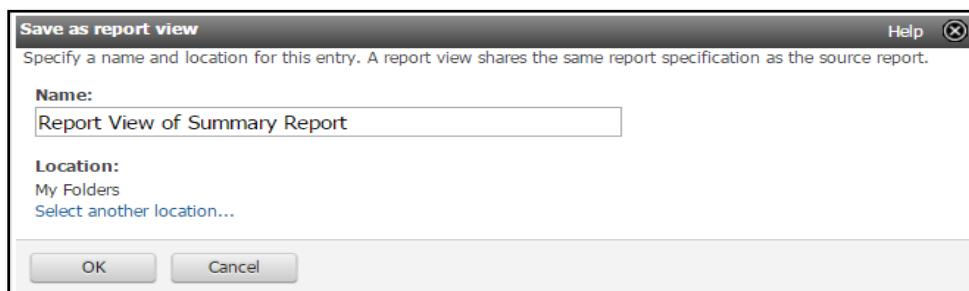 Save as report view Help
Specify a name and location for this entry. A report view shares the same report specification as the source report.
Name:
Report View of Summary Report
Location:
My Folders
Select another location...
OK Cancel